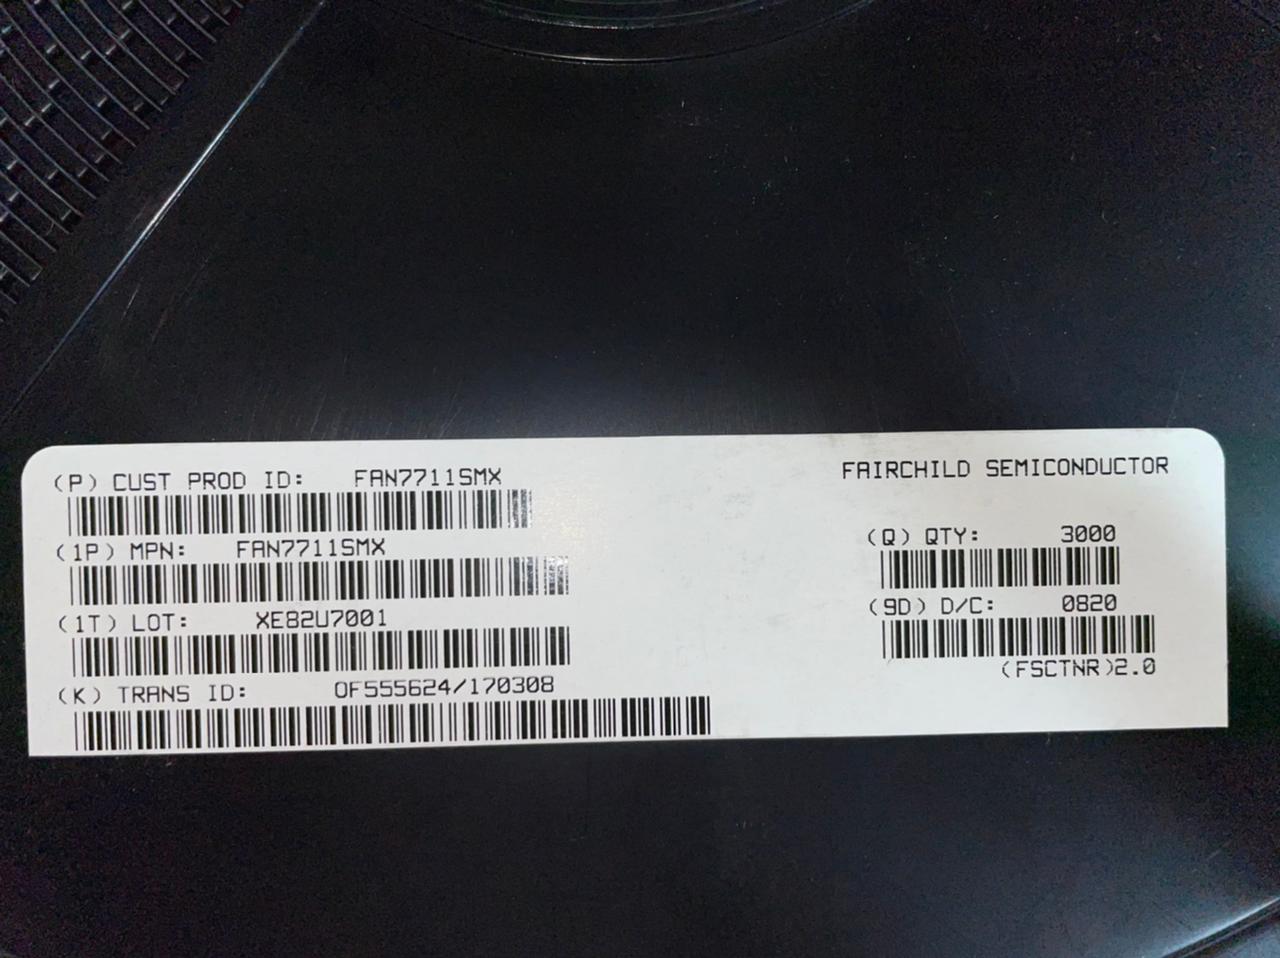 (P) CUST PROD ID: FAN7711SMX
FAIRCHILD SEMICONDUCTOR
(1P) MPN: FAN7711SMX
(Q) QTY: 3000
(1T) LOT: XE82U7001
(9D) D/C: 0820
(FSCTNR)2.0
(K) TRANS ID: OF555624/170308